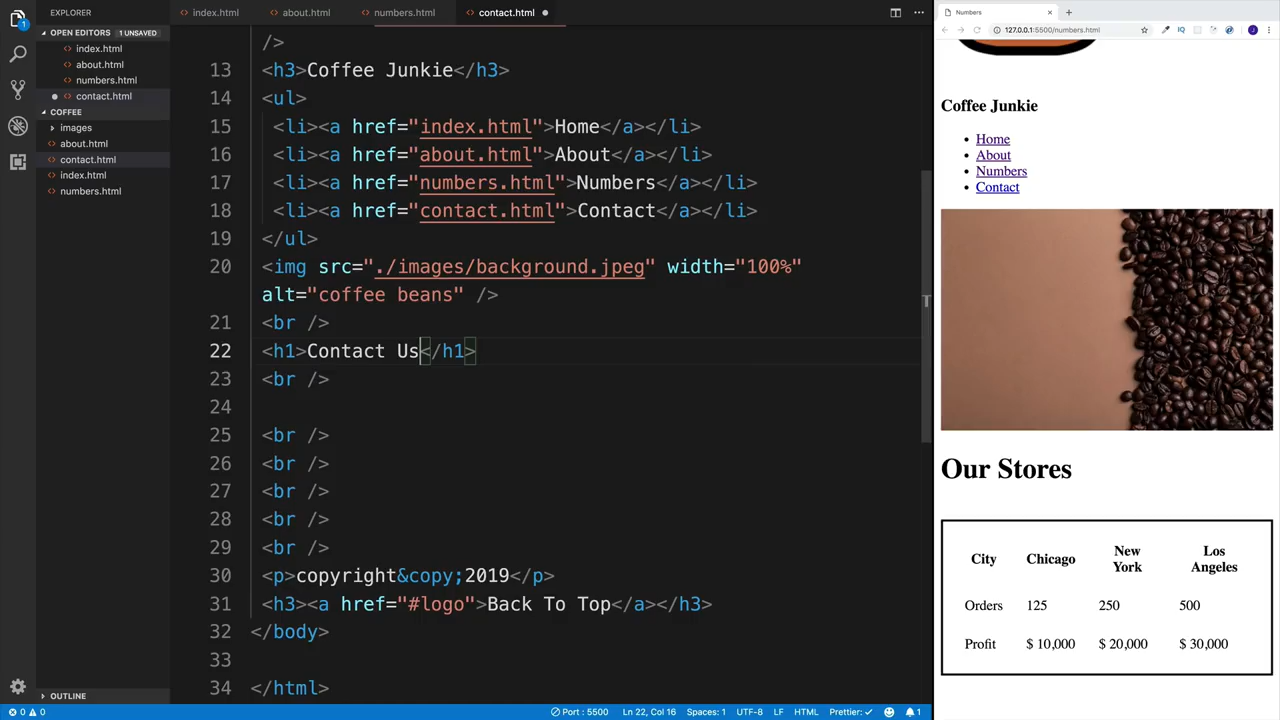 EXPLORER
OPEN EDITORS 1 UNSAVED
index.html
about.html
numbers.html
contact.html
COFFEE
images
about.html
contact.html
index.html
numbers.html
OUTLINE
index.html about.html numbers.html contact.html
/>
13 <h3>Coffee Junkie</h3>
14 <ul>
15 <li><a href="index.html">Home</a></li>
16 <li><a href="about.html">About</a></li>
17 <li><a href="numbers.html">Numbers</a></li>
18 <li><a href="contact.html">Contact</a></li>
19 </ul>
20 <img src="./images/background.jpeg" width="100%"
alt="coffee beans" />
21 <br />
22 <h1>Contact Us</h1>
23 <br />
24
25 <br />
26 <br />
27 <br />
28 <br />
29 <br />
30 <p>copyright&copy;2019</p>
31 <h3><a href="#logo">Back To Top</a></h3>
32 </body>
33
34 </html>
0 0 Port : 5500 Ln 22, Col 16 Spaces: 1 UTF-8 LF HTML Prettier: ✓ 1
Numbers
127.0.0.1:5500/numbers.html
Coffee Junkie
• Home
• About
• Numbers
• Contact
Our Stores
City Chicago New York Los Angeles
Orders 125 250 500
Profit $ 10,000 $ 20,000 $ 30,000